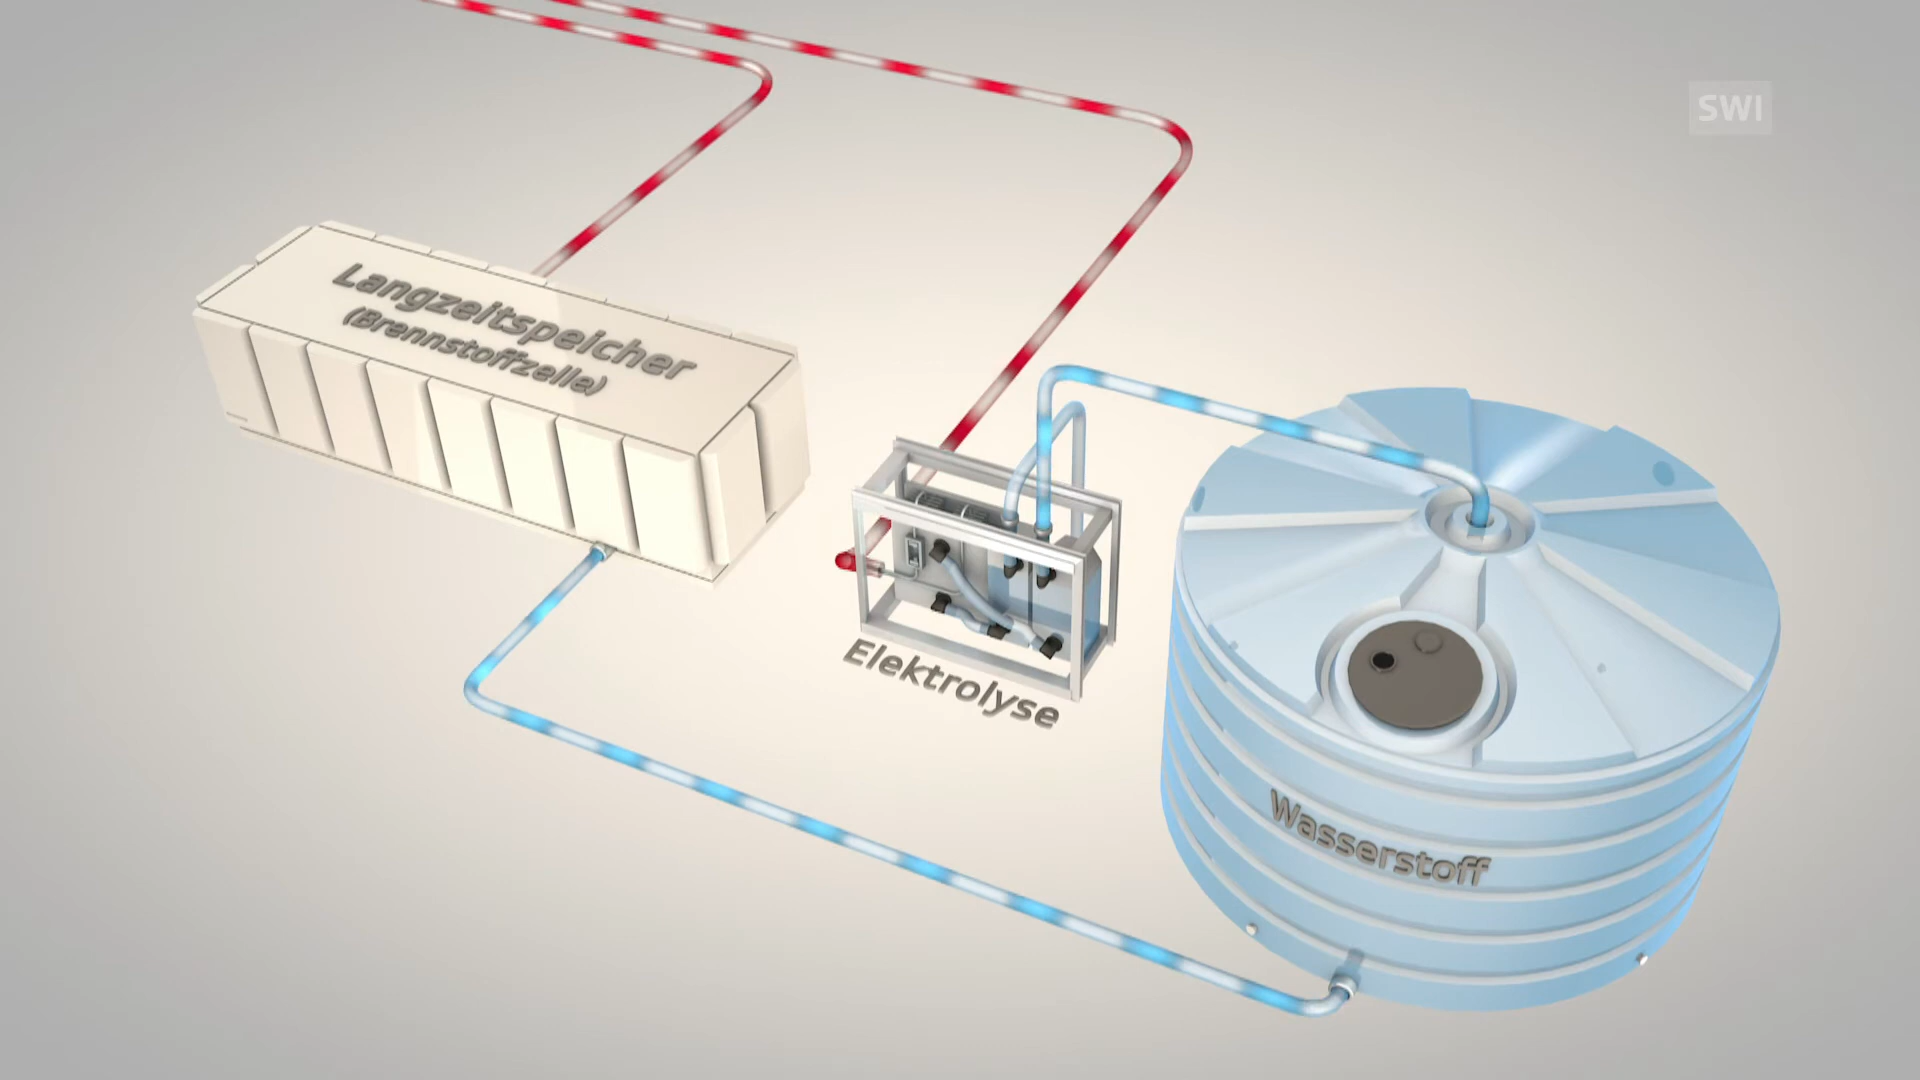 SWI
Langzeitspeicher
(Brennstoffzelle)
Elektrolyse
Wasserstoff